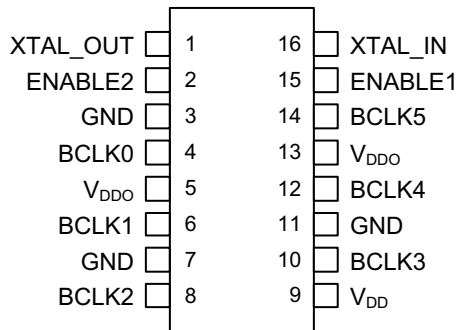 XTAL_OUT 1 16 XTAL_IN
ENABLE2 2 15 ENABLE1
GND 3 14 BCLK5
BCLK0 4 13 VDDO
VDDO 5 12 BCLK4
BCLK1 6 11 GND
GND 7 10 BCLK3
BCLK2 8 9 VDD